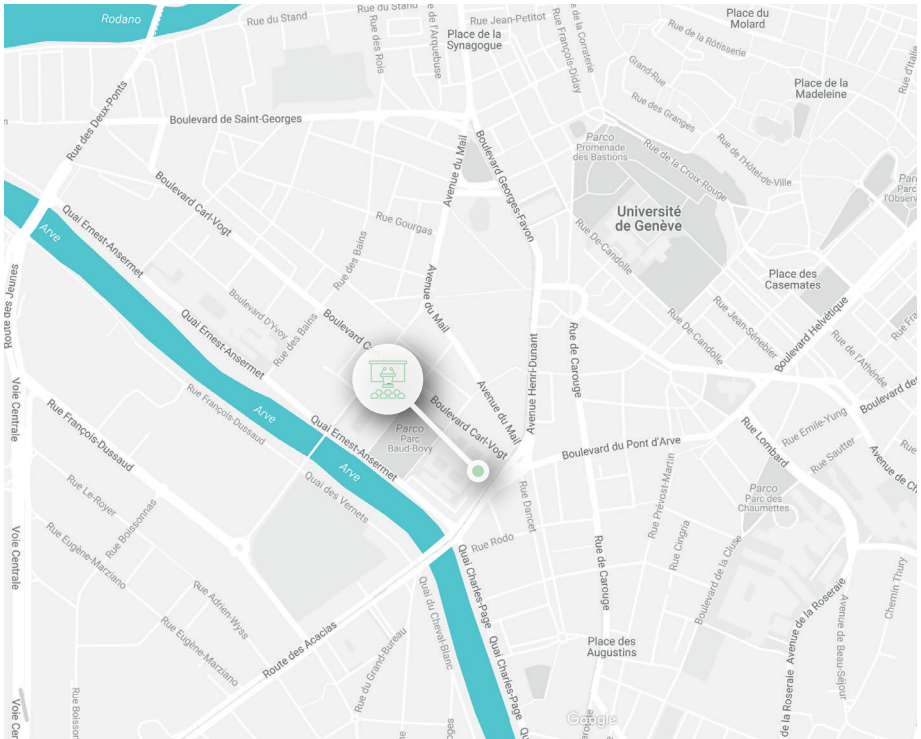 Rodano
Rue du Stand
Rue du Stand
Rue des Rois
e de l'Arquebuse
Place de la
Synagogue
Rue Jean-Petitot
Rue François-Diday
e de la Corraterie
Place du
Molard
Rue de la Rôtisserie
Rue d'Italie
Grand-Rue
Place de la
Madeleine
Rue des Granges
Rue des Deux-Ponts
n
Boulevard de Saint-Georges
Avenue du Mail
Boulevard Georges-Favon
Parco
Promenade
des Bastions
Rue de la Croix-Rouge
Rue de l'Hôtel-de-Ville
Par
Parc
l'Observ
Boulevard Carl-Vogt
Quai Ernest-Ansermet
Arve
Rue Gourgas
Rue des Bains
Université
de Genève
Rue De-Candolle
Place des
Casemates
Route des Jeunes
Boulevard D'Yvoy
Rue des Bains
Quai Ernest-Ansermet
Boulevard C
Avenue du Mail
Avenue Henri-Dunant
Rue de Carouge
Rue De-Candolle
Rue Jean-Sénebier
Boulevard Helvétique
Rue de l'Athénée
Rue Fra
Voie Centrale
Rue François-Dussaud
Rue François-Dussaud
Arve
Quai Ernest-Ansermet
Arve
Parco
Parc
Baud-Bovy
Boulevard Carl-Vogt
Avenue du Mail
Boulevard du Pont d'Arve
Rue Lombard
Rue Emile-Yung
Boulevard des
Rue Sautter
Rue
Avenue de Ch
Rue Le-Royer
Rue Boissonnas
Rue Eugène-Marziano
Quai des Vernets
Rue Dancet
Rue Prévost-Martin
Parco
Parc des
Chaumettes
Rue Cingria
Boulevard de la Cluse
Rue Rodo
Voie Centrale
Rue Adrien-Wyss
Rue Eugène-Marziano
Route des Acacias
Quai du Cheval-Blanc
Quai Charles-Page
Rue de Carouge
Chemin Thury
Avenue de la Roseraie
Avenue de Beau-Séjour
Rue du Grand-Bureau
Quai Charles-Page
Place des
Augustins
de la Roseraie
Voie Cen
Rue Boisson
oges
Qu
Google